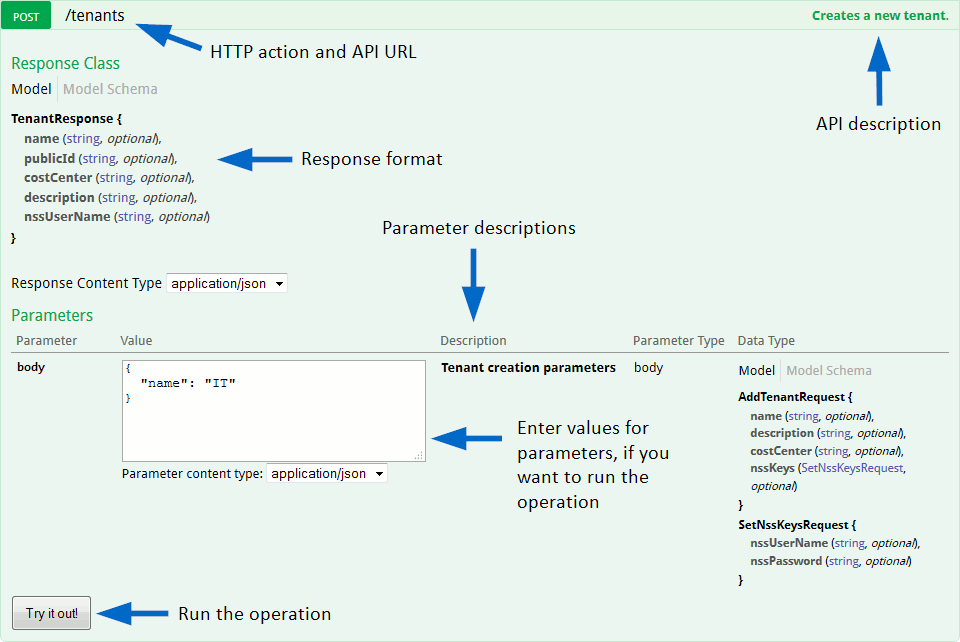 POST /tenants Creates a new tenant.
HTTP action and API URL
Response Class
Model Model Schema
API description
TenantResponse {
name (string, optional),
publicId (string, optional),
costCenter (string, optional),
description (string, optional),
nssUserName (string, optional)
}
Response format
Parameter descriptions
Response Content Type application/json
Parameters
Parameter Value Description Parameter Type Data Type
body
{
"name": "IT"
}
Parameter content type: application/json
Tenant creation parameters
body
Enter values for
parameters, if you
want to run the
operation
Model Model Schema
AddTenantRequest {
name (string, optional),
description (string, optional),
costCenter (string, optional),
nssKeys (SetNssKeysRequest,
optional)
}
SetNssKeysRequest {
nssUserName (string, optional),
nssPassword (string, optional)
}
Try it out! Run the operation